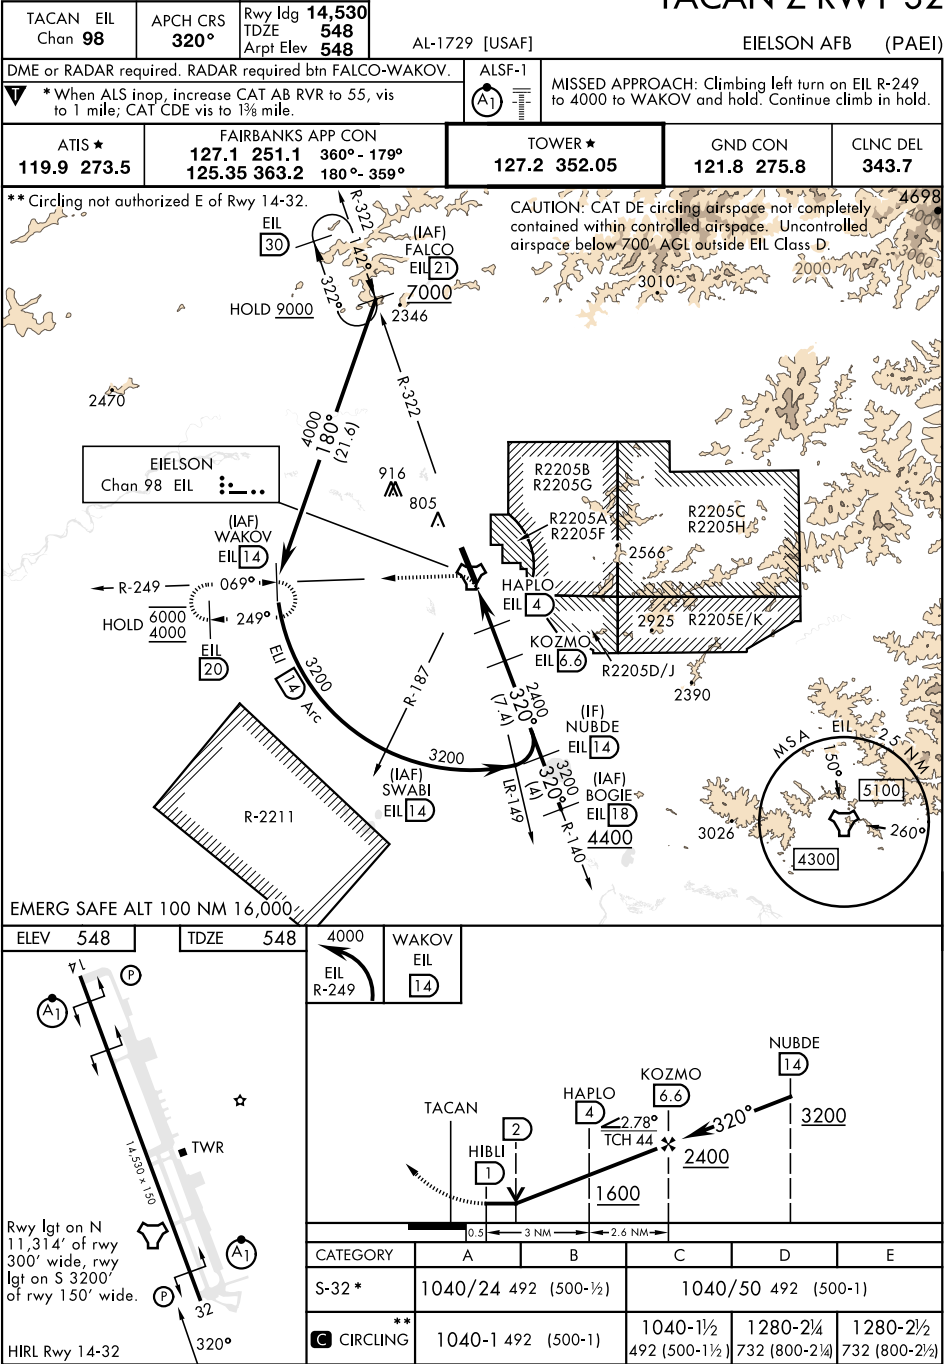 TACAN Z RWY 32
TACAN EIL
Chan 98
APCH CRS
320°
Rwy ldg 14,530
TDZE 548
Arpt Elev 548
AL-1729 [USAF]
EIELSON AFB (PAEI)
DME or RADAR required. RADAR required btn FALCO-WAKOV.
T
* When ALS inop, increase CAT AB RVR to 55, vis
to 1 mile; CAT CDE vis to 1⅜ mile.
ALSF-1
A1
MISSED APPROACH: Climbing left turn on EIL R-249
to 4000 to WAKOV and hold. Continue climb in hold.
ATIS ★
119.9 273.5
FAIRBANKS APP CON
127.1 251.1 360°- 179°
125.35 363.2 180°- 359°
TOWER ★
127.2 352.05
GND CON
121.8 275.8
CLNC DEL
343.7
** Circling not authorized E of Rwy 14-32.
CAUTION: CAT DE circling airspace not completely
contained within controlled airspace. Uncontrolled
airspace below 700' AGL outside EIL Class D.
4698
4000
3000
2000
3010
R-322
EIL
30
142°
322°
(IAF)
FALCO
EIL 21
7000
HOLD 9000
2346
2470
R-322
4000
180°
(21.6)
EIELSON
Chan 98 EIL
916
805
R2205B
R2205G
R2205A
R2205F
R2205C
R2205H
2566
(IAF)
WAKOV
EIL 14
R-249
069°
249°
HOLD 6000
4000
EIL
20
HAPLO
EIL 4
2925
R2205E/K
KOZMO
EIL 6.6
R2205D/J
2390
ELI 14 Arc
3200
R-187
2400
320°
(7.4)
(IF)
NUBDE
EIL 14
3200
(IAF)
SWABI
EIL 14
LR-149
3200
320°
(4)
(IAF)
BOGIE
EIL 18
4400
R-140
R-2211
3026
MSA EIL 25 NM
150°
5100
260°
4300
EMERG SAFE ALT 100 NM 16,000
ELEV 548
TDZE 548
4000
EIL
R-249
WAKOV
EIL
14
14
P
A1
14,530 x 150
TWR
Rwy lgt on N
11,314' of rwy
300' wide, rwy
lgt on S 3200'
of rwy 150' wide.
A1
P
32
320°
HIRL Rwy 14-32
TACAN
HIBLI
1
2
HAPLO
4
2.78°
TCH 44
KOZMO
6.6
NUBDE
14
320°
3200
2400
1600
0.5
3 NM
2.6 NM
CATEGORY A B C D E
S-32 * 1040/24 492 (500-½) 1040/50 492 (500-1)
C CIRCLING ** 1040-1 492 (500-1) 1040-1½ 492 (500-1½) 1280-2¼ 732 (800-2¼) 1280-2½ 732 (800-2½)